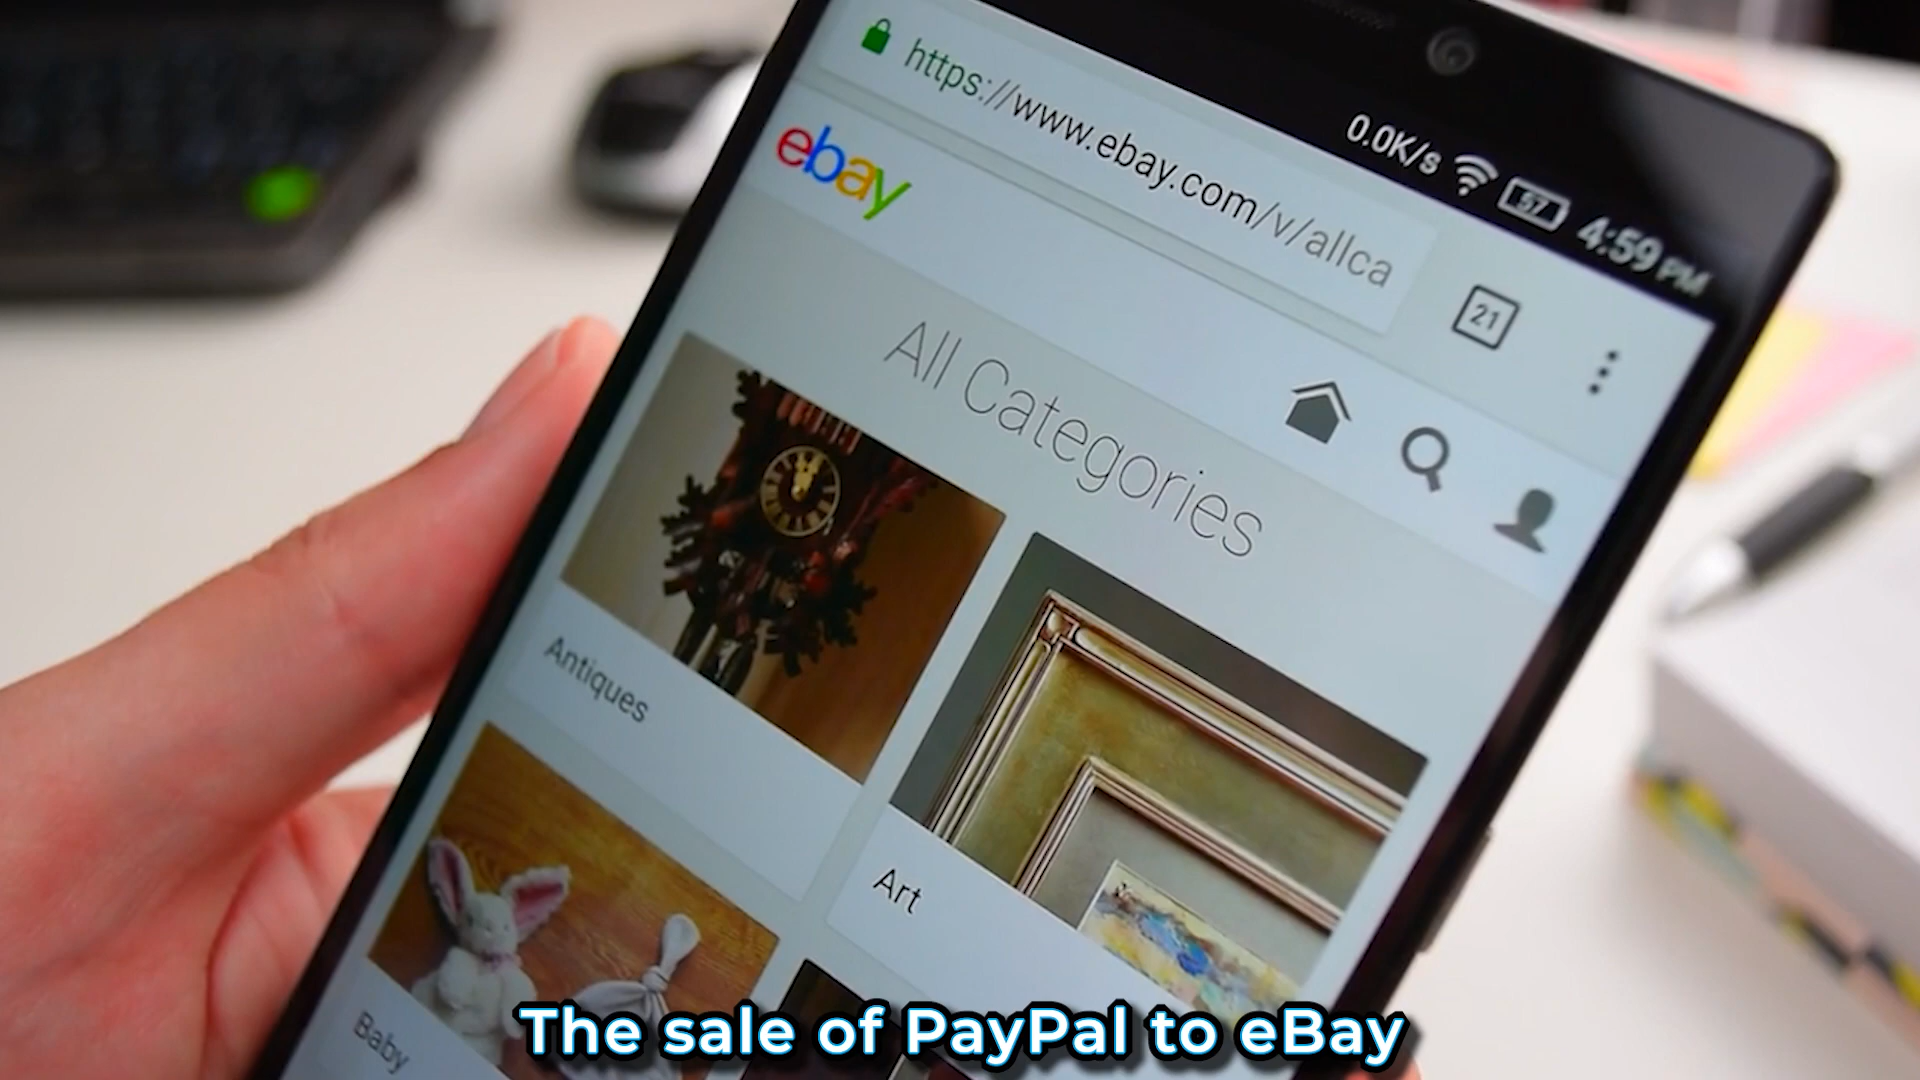 0.0K/s 57 4:59 PM
https://www.ebay.com/v/allca
21
ebay
All Categories
Antiques
Art
Baby
The sale of PayPal to eBay